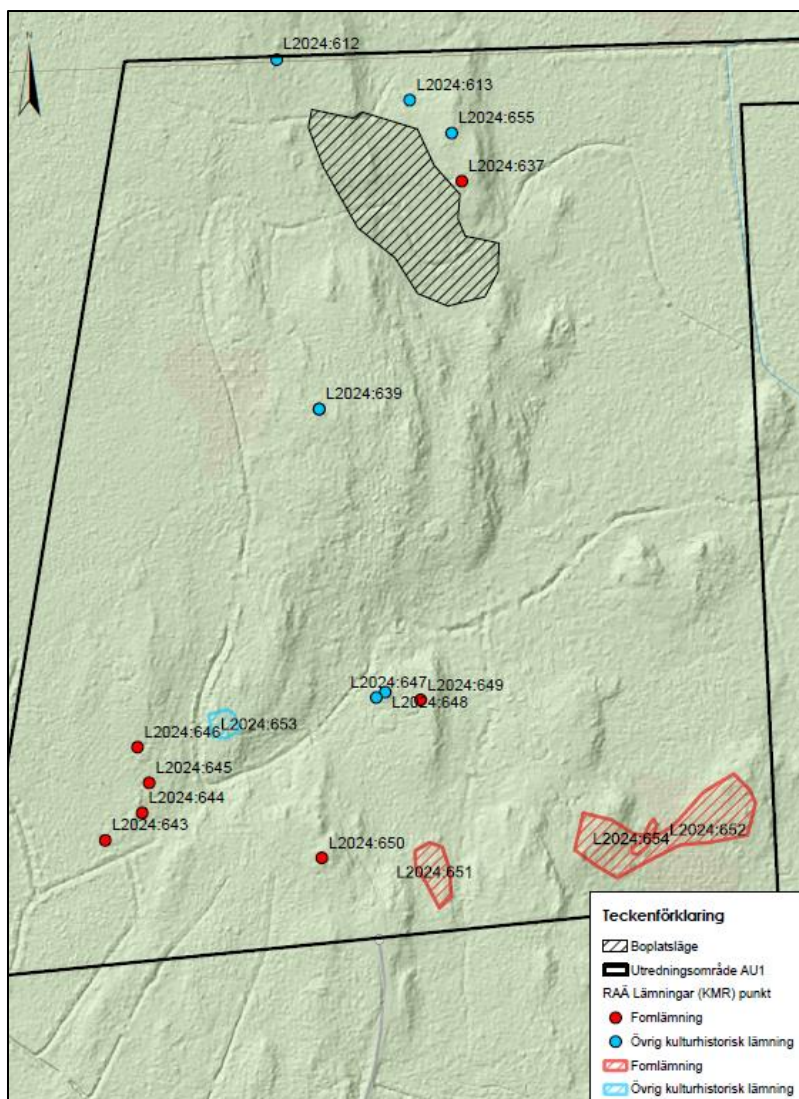 N
L2024:612
L2024:613
L2024:655
L2024:637
L2024:639
L2024:647
L2024:649
L2024:648
L2024:653
L2024:646
L2024:645
L2024:644
L2024:643
L2024:650
L2024:651
L2024:654
L2024:652
Teckenförklaring
Boplatsläge
Utredningsområde AU1
RAÄ Lämningar (KMR) punkt
Fornlämning
Övrig kulturhistorisk lämning
Fornlämning
Övrig kulturhistorisk lämning